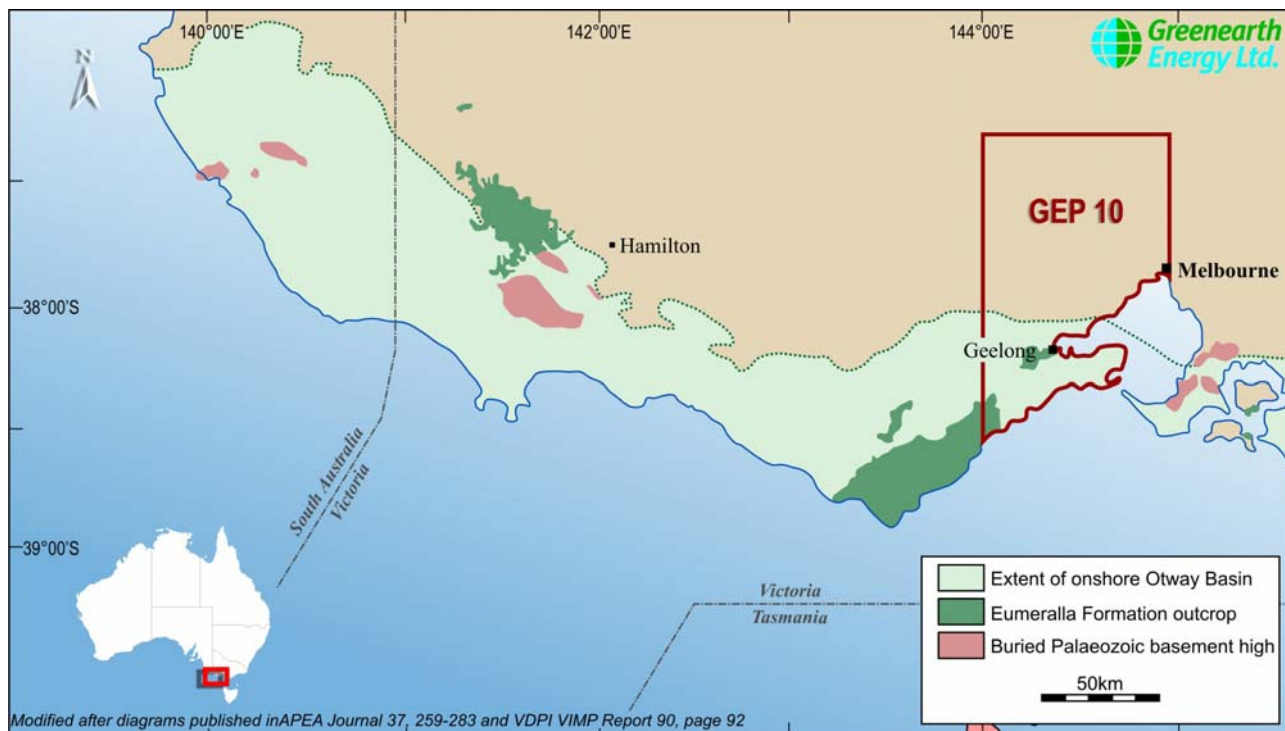 140°00'E
142°00'E
144°00'E
Greenearth
Energy Ltd.
N
GEP 10
Hamilton
Melbourne
38°00'S
Geelong
South Australia
Victoria
39°00'S
Victoria
TASMANIA
Extent of onshore Otway Basin
Eumeralla Formation outcrop
Buried Palaeozoic basement high
50km
Modified after diagrams published inAPEA Journal 37, 259-283 and VDPI VIMP Report 90, page 92